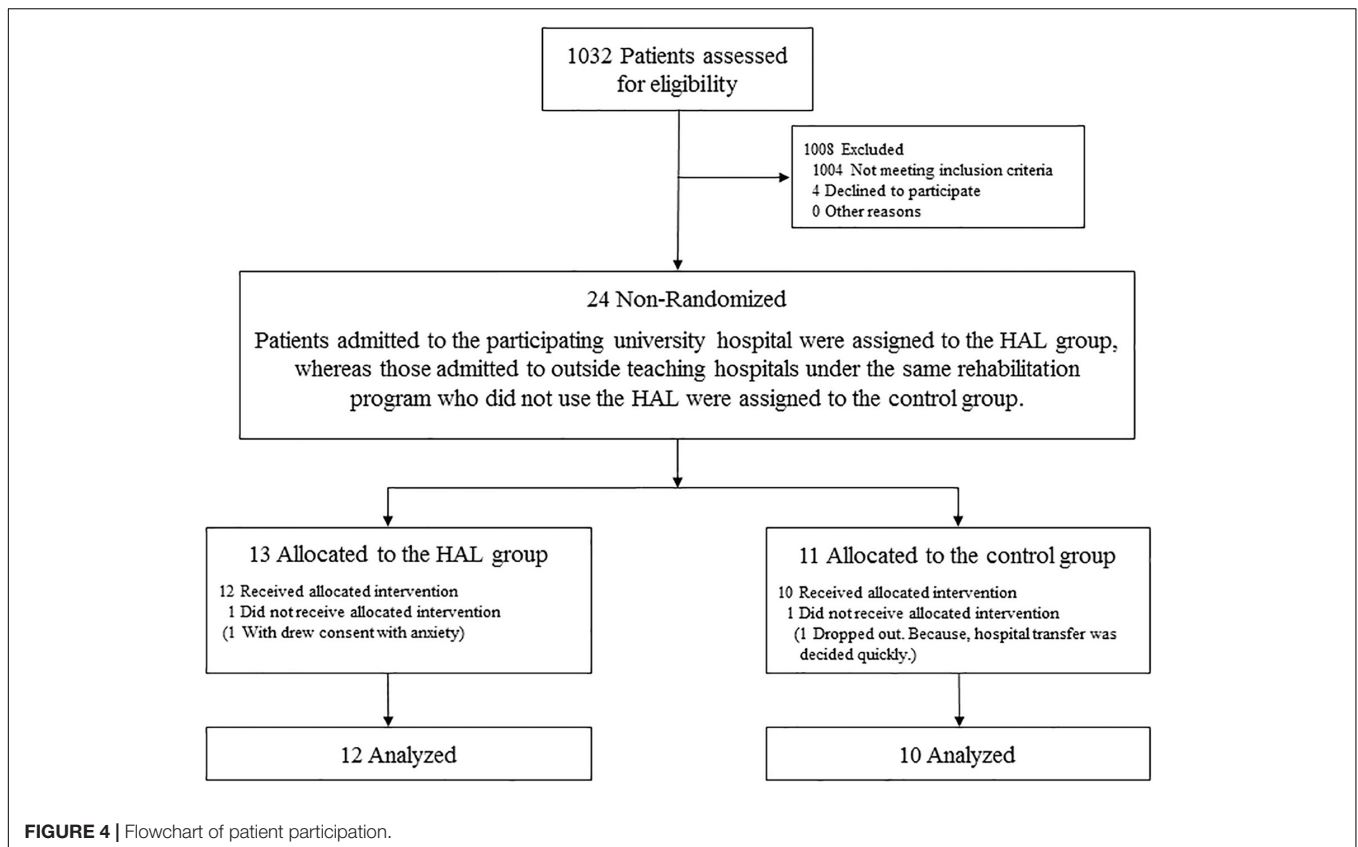 1032 Patients assessed
for eligibility
1008 Excluded
1004 Not meeting inclusion criteria
4 Declined to participate
0 Other reasons
24 Non-Randomized
Patients admitted to the participating university hospital were assigned to the HAL group,
whereas those admitted to outside teaching hospitals under the same rehabilitation
program who did not use the HAL were assigned to the control group.
13 Allocated to the HAL group
12 Received allocated intervention
1 Did not receive allocated intervention
(1 With drew consent with anxiety)
11 Allocated to the control group
10 Received allocated intervention
1 Did not receive allocated intervention
(1 Dropped out. Because, hospital transfer was
decided quickly.)
12 Analyzed
10 Analyzed
FIGURE 4 | Flowchart of patient participation.